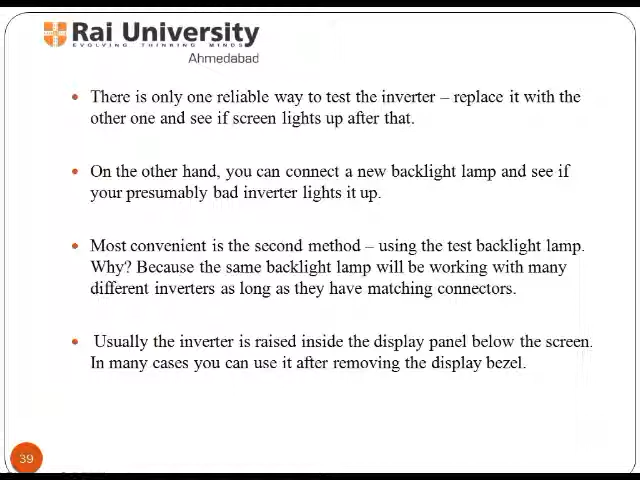 Rai University
EVOLVING THINKING MINDS
Ahmedabad
• There is only one reliable way to test the inverter – replace it with the
other one and see if screen lights up after that.
• On the other hand, you can connect a new backlight lamp and see if
your presumably bad inverter lights it up.
• Most convenient is the second method – using the test backlight lamp.
Why? Because the same backlight lamp will be working with many
different inverters as long as they have matching connectors.
• Usually the inverter is raised inside the display panel below the screen.
In many cases you can use it after removing the display bezel.
39